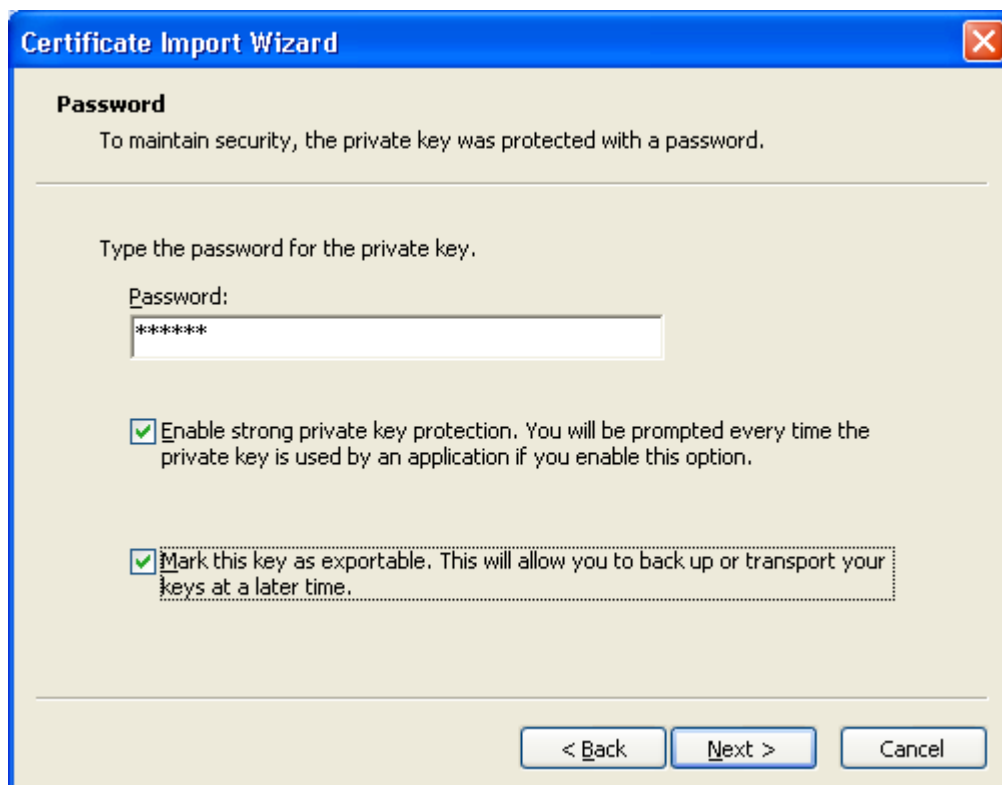 Certificate Import Wizard
Password
To maintain security, the private key was protected with a password.
Type the password for the private key.
Password:
******
Enable strong private key protection. You will be prompted every time the
private key is used by an application if you enable this option.
Mark this key as exportable. This will allow you to back up or transport your
keys at a later time.
< Back Next > Cancel